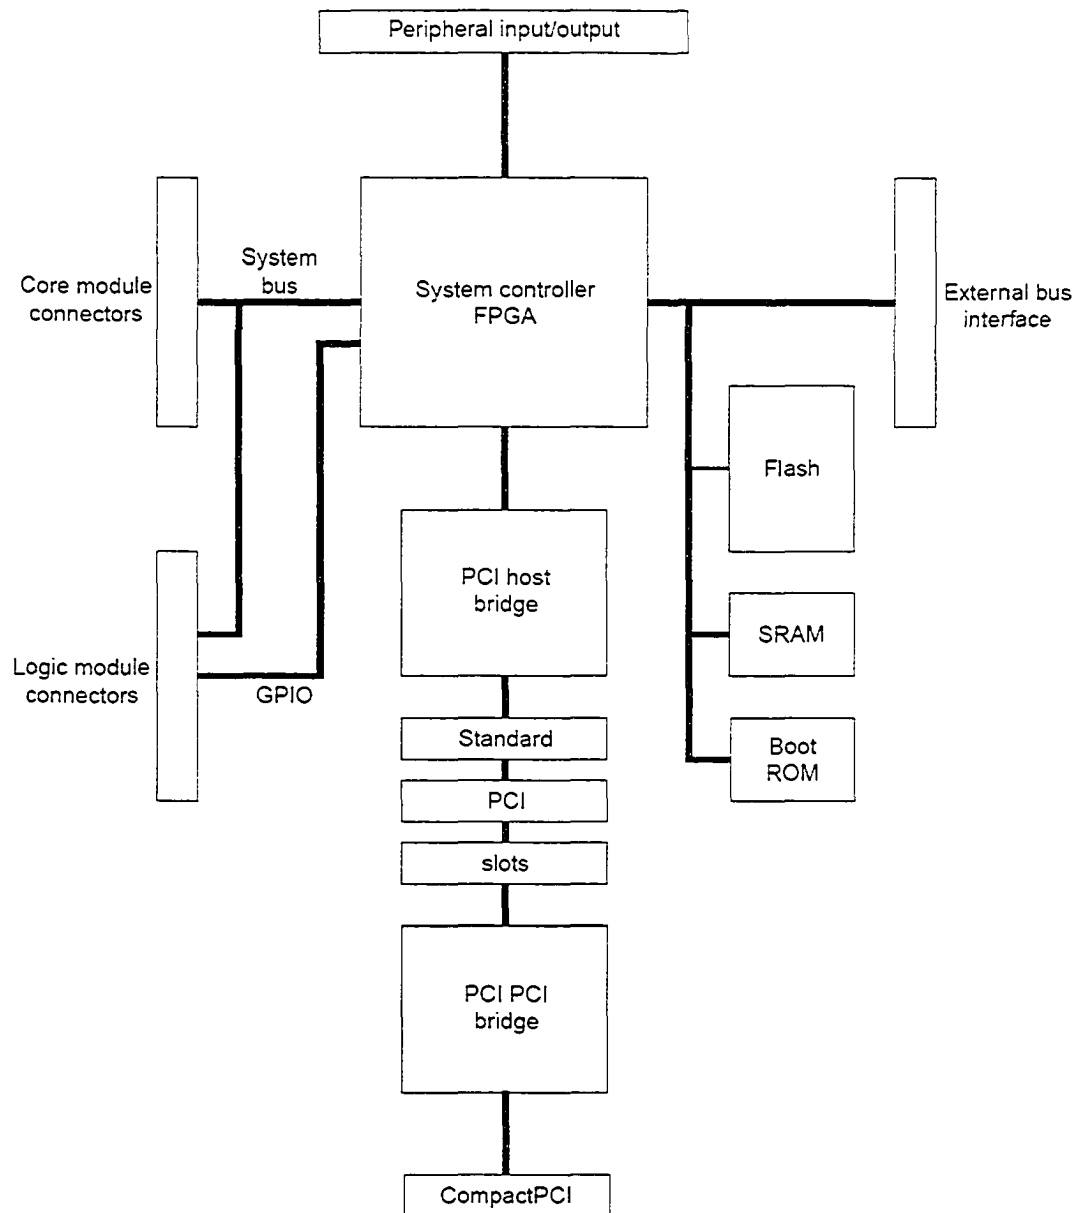 Peripheral input/output
System
bus
Core module
connectors
System controller
FPGA
External bus
interface
Flash
PCI host
bridge
SRAM
Logic module
connectors
GPIO
Standard
Boot
ROM
PCI
slots
PCI PCI
bridge
CompactPCI